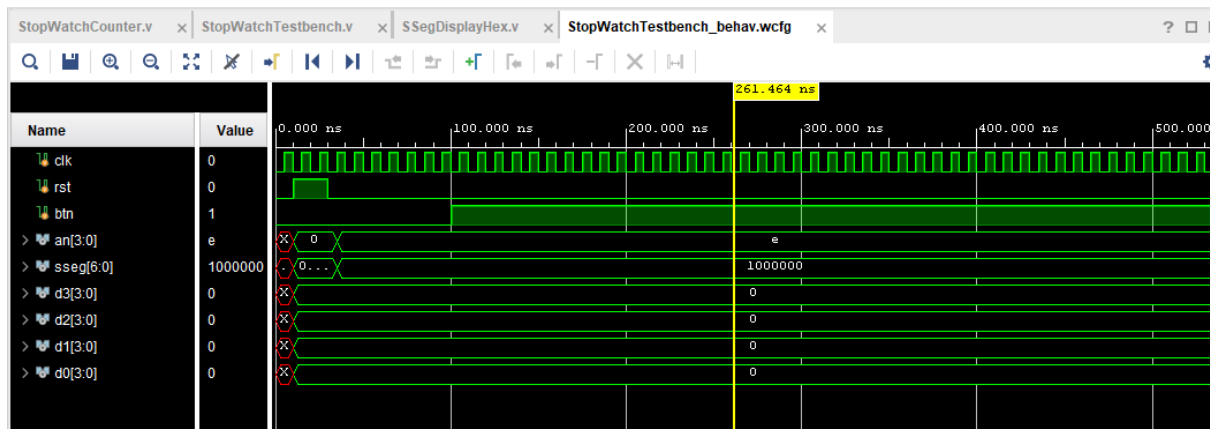 StopWatchCounter.v × StopWatchTestbench.v × SSegDisplayHex.v × StopWatchTestbench_behav.wcfg × ?
261.464 ns
Name Value 0.000 ns 100.000 ns 200.000 ns 300.000 ns 400.000 ns 500.000
clk 0
rst 0
btn 1
> an[3:0] e X 0 e
> sseg[6:0] 1000000 . 0... 1000000
> d3[3:0] 0 X 0
> d2[3:0] 0 X 0
> d1[3:0] 0 X 0
> d0[3:0] 0 X 0